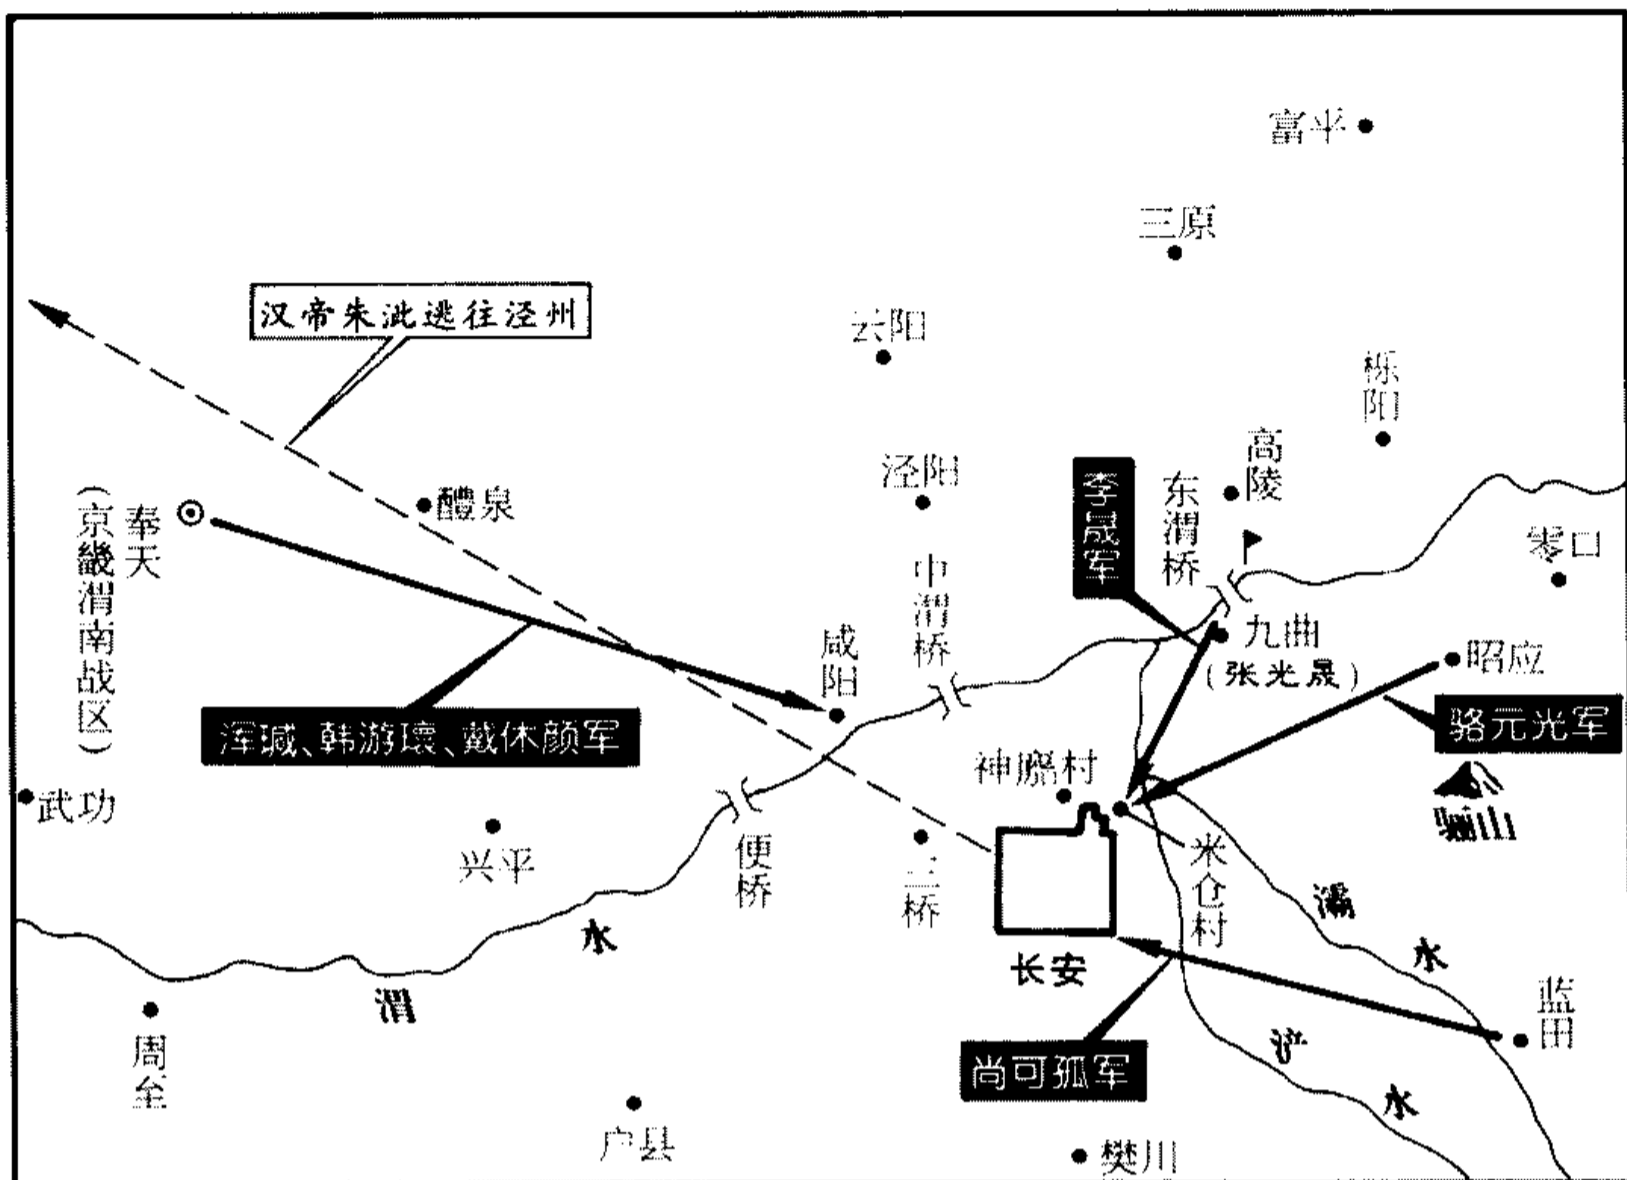 富平
三原
汉帝朱泚逃往泾州
云阳
栎阳
高陵
泾阳
李晟军
东渭桥
醴泉
奉天
(京畿渭南战区)
零口
中渭桥
九曲
(张光晟)
昭应
咸阳
骆元光军
浑瑊、韩游瓌、戴休颜军
骊山
神麚村
武功
兴平
便桥
三桥
米仓村
灞水
渭水
长安
蓝田
周至
浐水
尚可孤军
户县
樊川